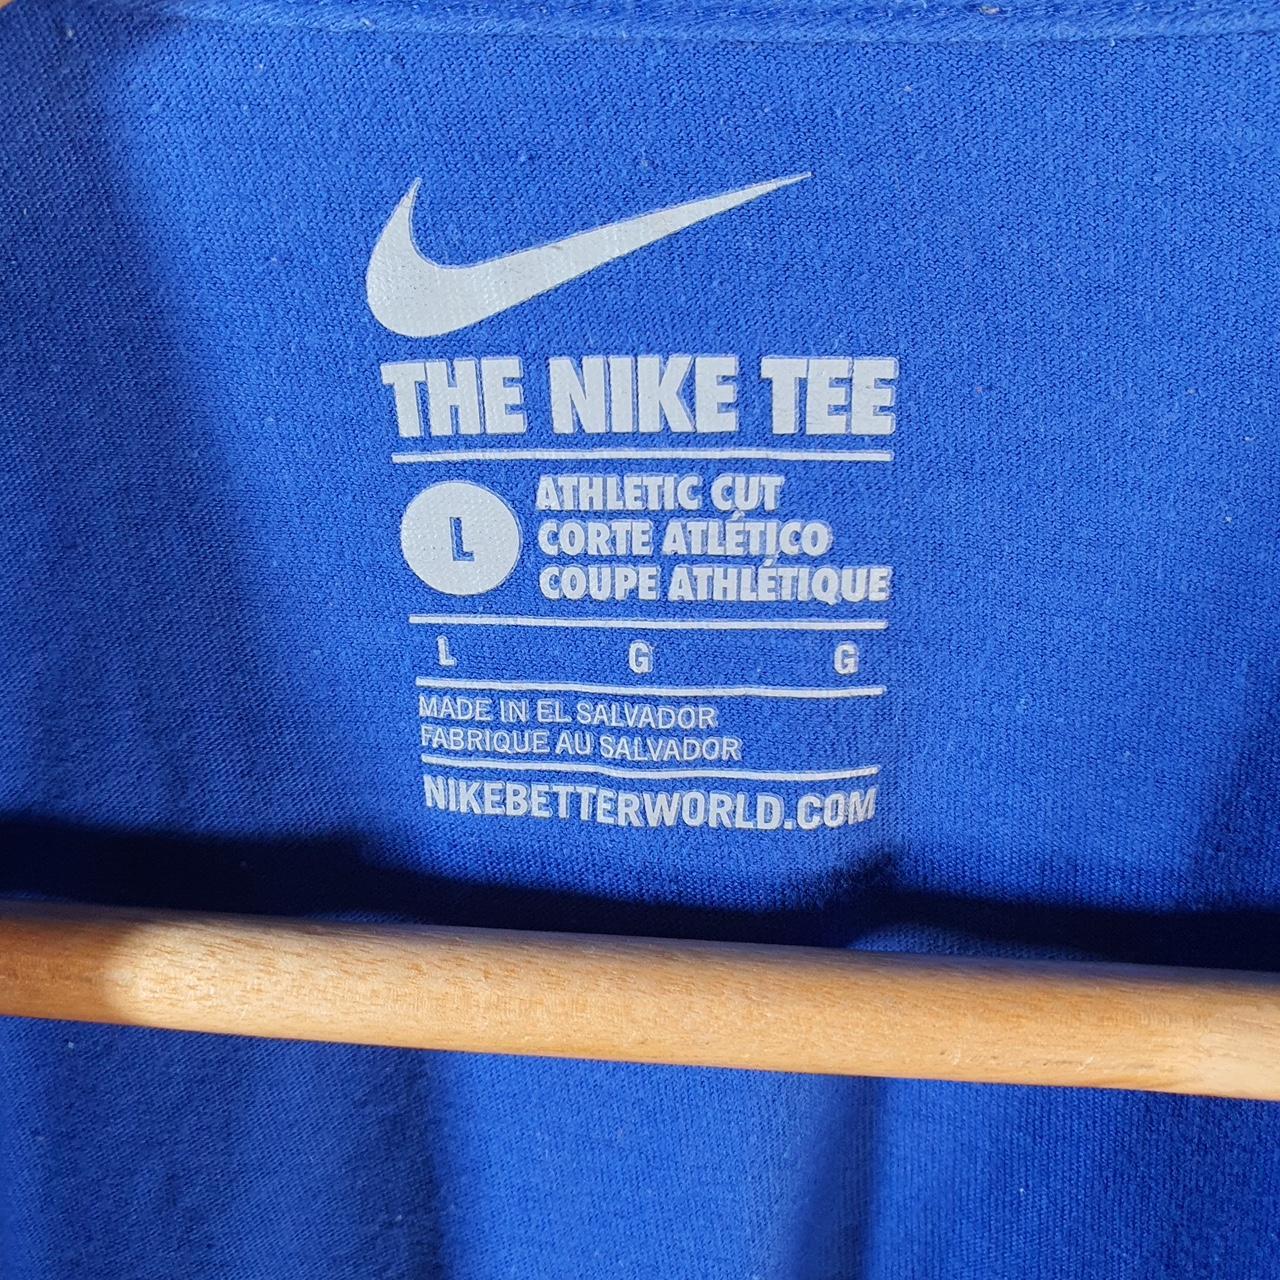 THE NIKE TEE
L
ATHLETIC CUT
CORTE ATLÉTICO
COUPE ATHLÉTIQUE
L G G
MADE IN EL SALVADOR
FABRIQUE AU SALVADOR
NIKEBETTERWORLD.COM